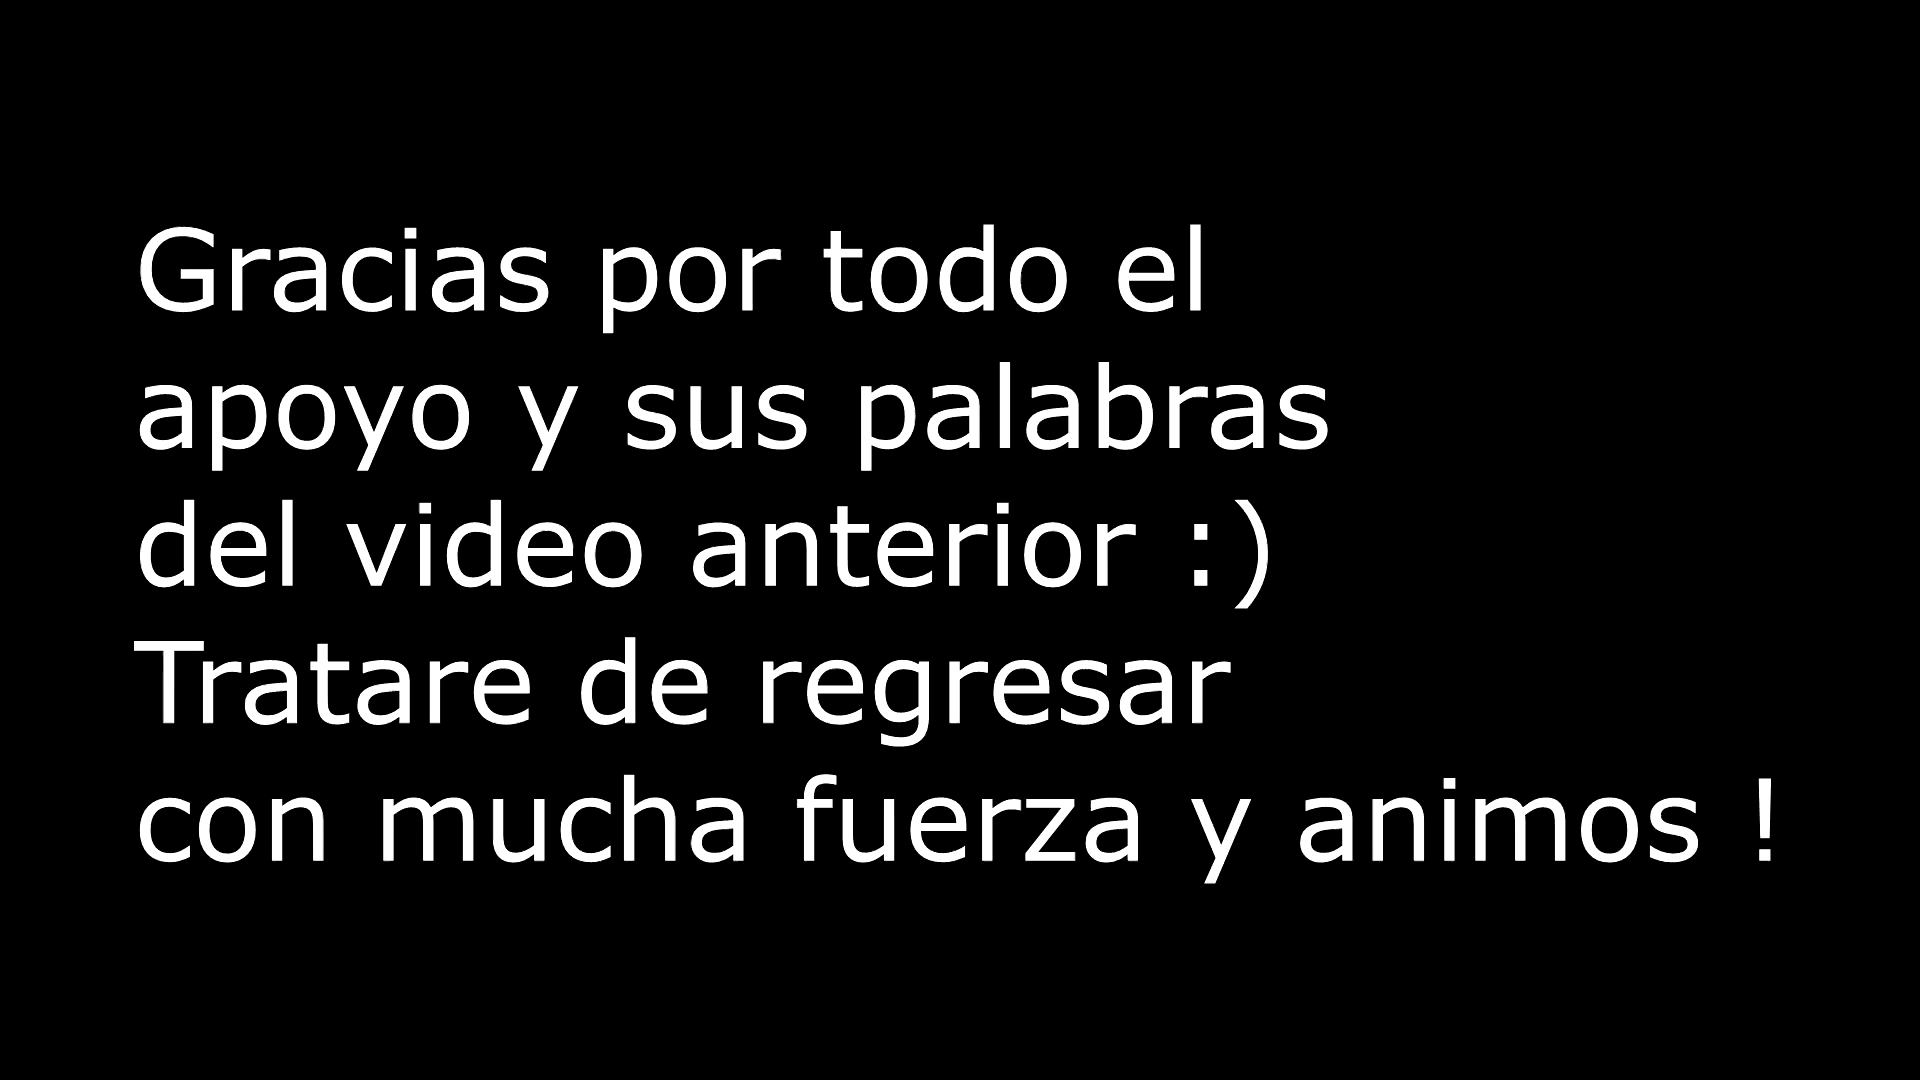 Gracias por todo el
apoyo y sus palabras
del video anterior :)
Tratare de regresar
con mucha fuerza y animos !